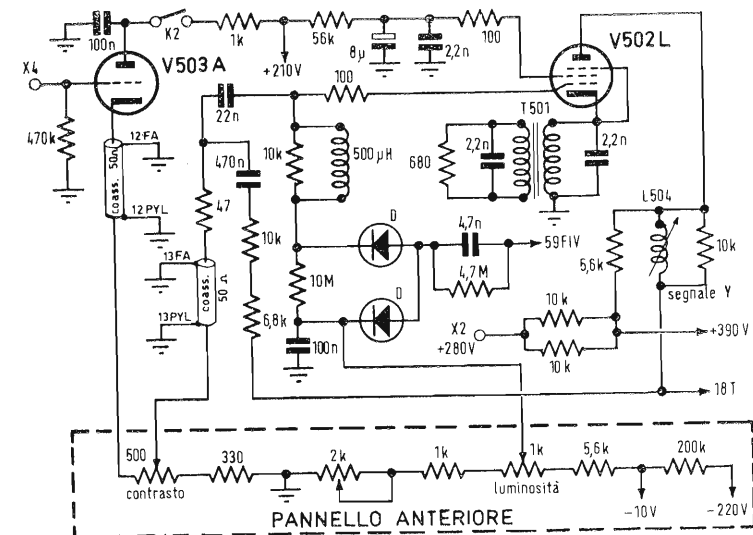 100n
K2
1k
56k
8µ
2,2n
100
V502L
X4
V503A
+210V
100
22n
T501
470k
12FA
coass. 50Ω
470n
10k
500µH
680
2,2n
2,2n
47
L504
12PYL
13FA
10k
D
4,7n
59FIV
5,6k
10k
coass. 50Ω
10M
4,7M
segnale Y
13PYL
6,8k
D
10k
X2
+280V
+390V
100n
10k
18T
500
330
2k
1k
1k
5,6k
200k
contrasto
luminosità
-10V
-220V
PANNELLO ANTERIORE